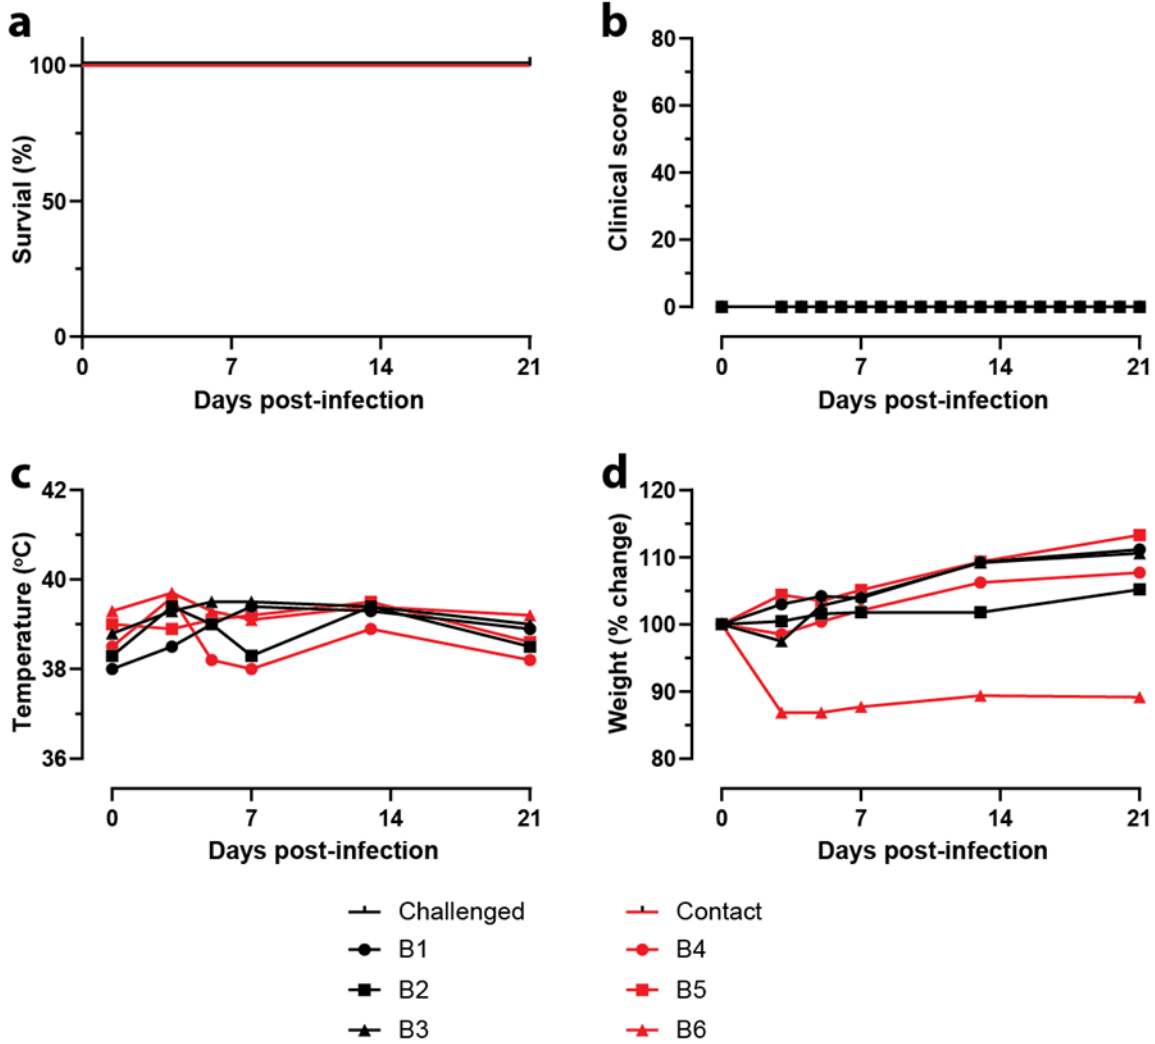 a
100
50
0
Survial (%)
0 7 14 21
Days post-infection
b
80
60
40
20
0
Clinical score
0 7 14 21
Days post-infection
c
42
40
38
36
Temperature (ºC)
0 7 14 21
Days post-infection
d
120
110
100
90
80
Weight (% change)
0 7 14 21
Days post-infection
Challenged
B1
B2
B3
Contact
B4
B5
B6